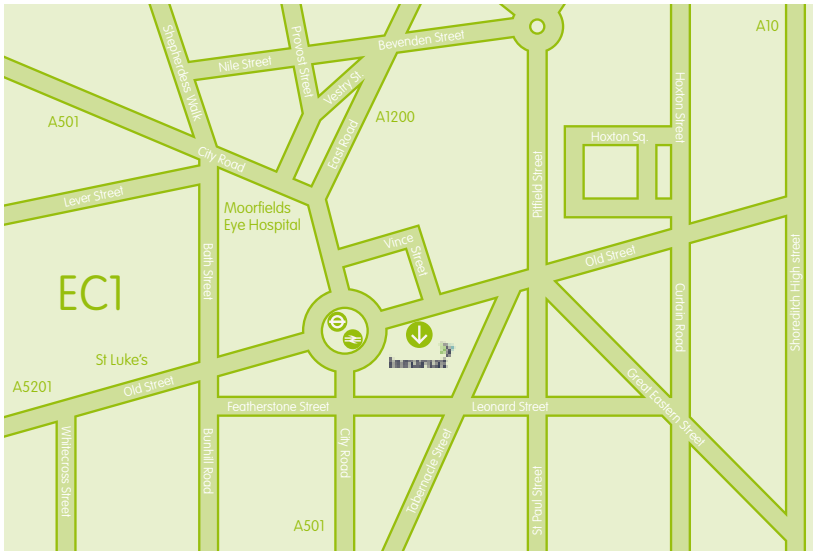 A10
Shepherdess Walk
Provost Street
Bevenden Street
Nile Street
Vestry St
A501
A1200
East Road
Hoxton Street
Hoxton Sq.
City Road
Pitfield Street
Lever Street
Moorfields
Eye Hospital
Vince
Street
Old Street
Bath Street
EC1
Curtain Road
Shoreditch High street
St Luke's
A5201
Old Street
inmarsat
Great Eastern Street
Featherstone Street
Leonard Street
Whitecross Street
Bunhill Road
City Road
Tabernacle Street
St Paul Street
A501